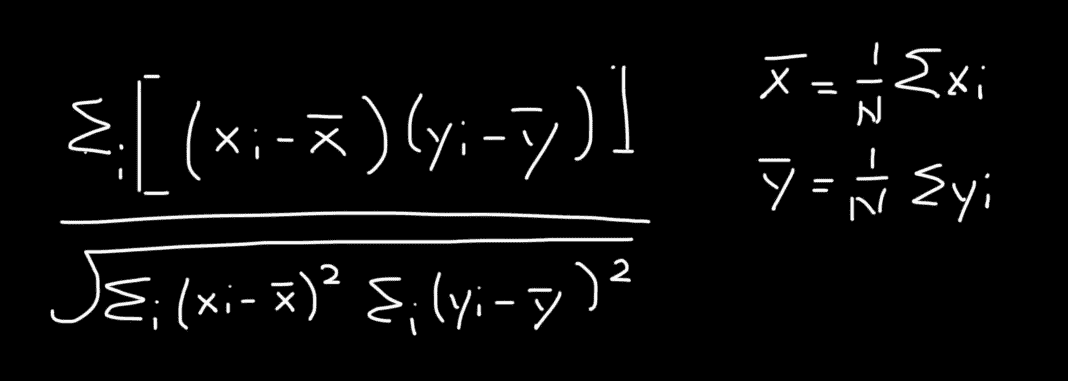 Σᵢ[(xᵢ-x̄)(yᵢ-ȳ)]
√Σᵢ(xᵢ-x̄)² Σᵢ(yᵢ-ȳ)²
x̄ = 1/N Σxᵢ
ȳ = 1/N Σyᵢ